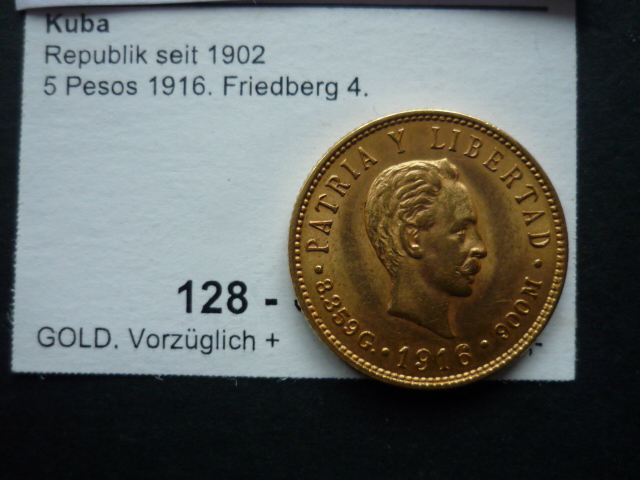 Kuba
Republik seit 1902
5 Pesos 1916. Friedberg 4.
PATRIA Y LIBERTAD
8.359G. · 1916 · 900M
128 -
GOLD. Vorzüglich +